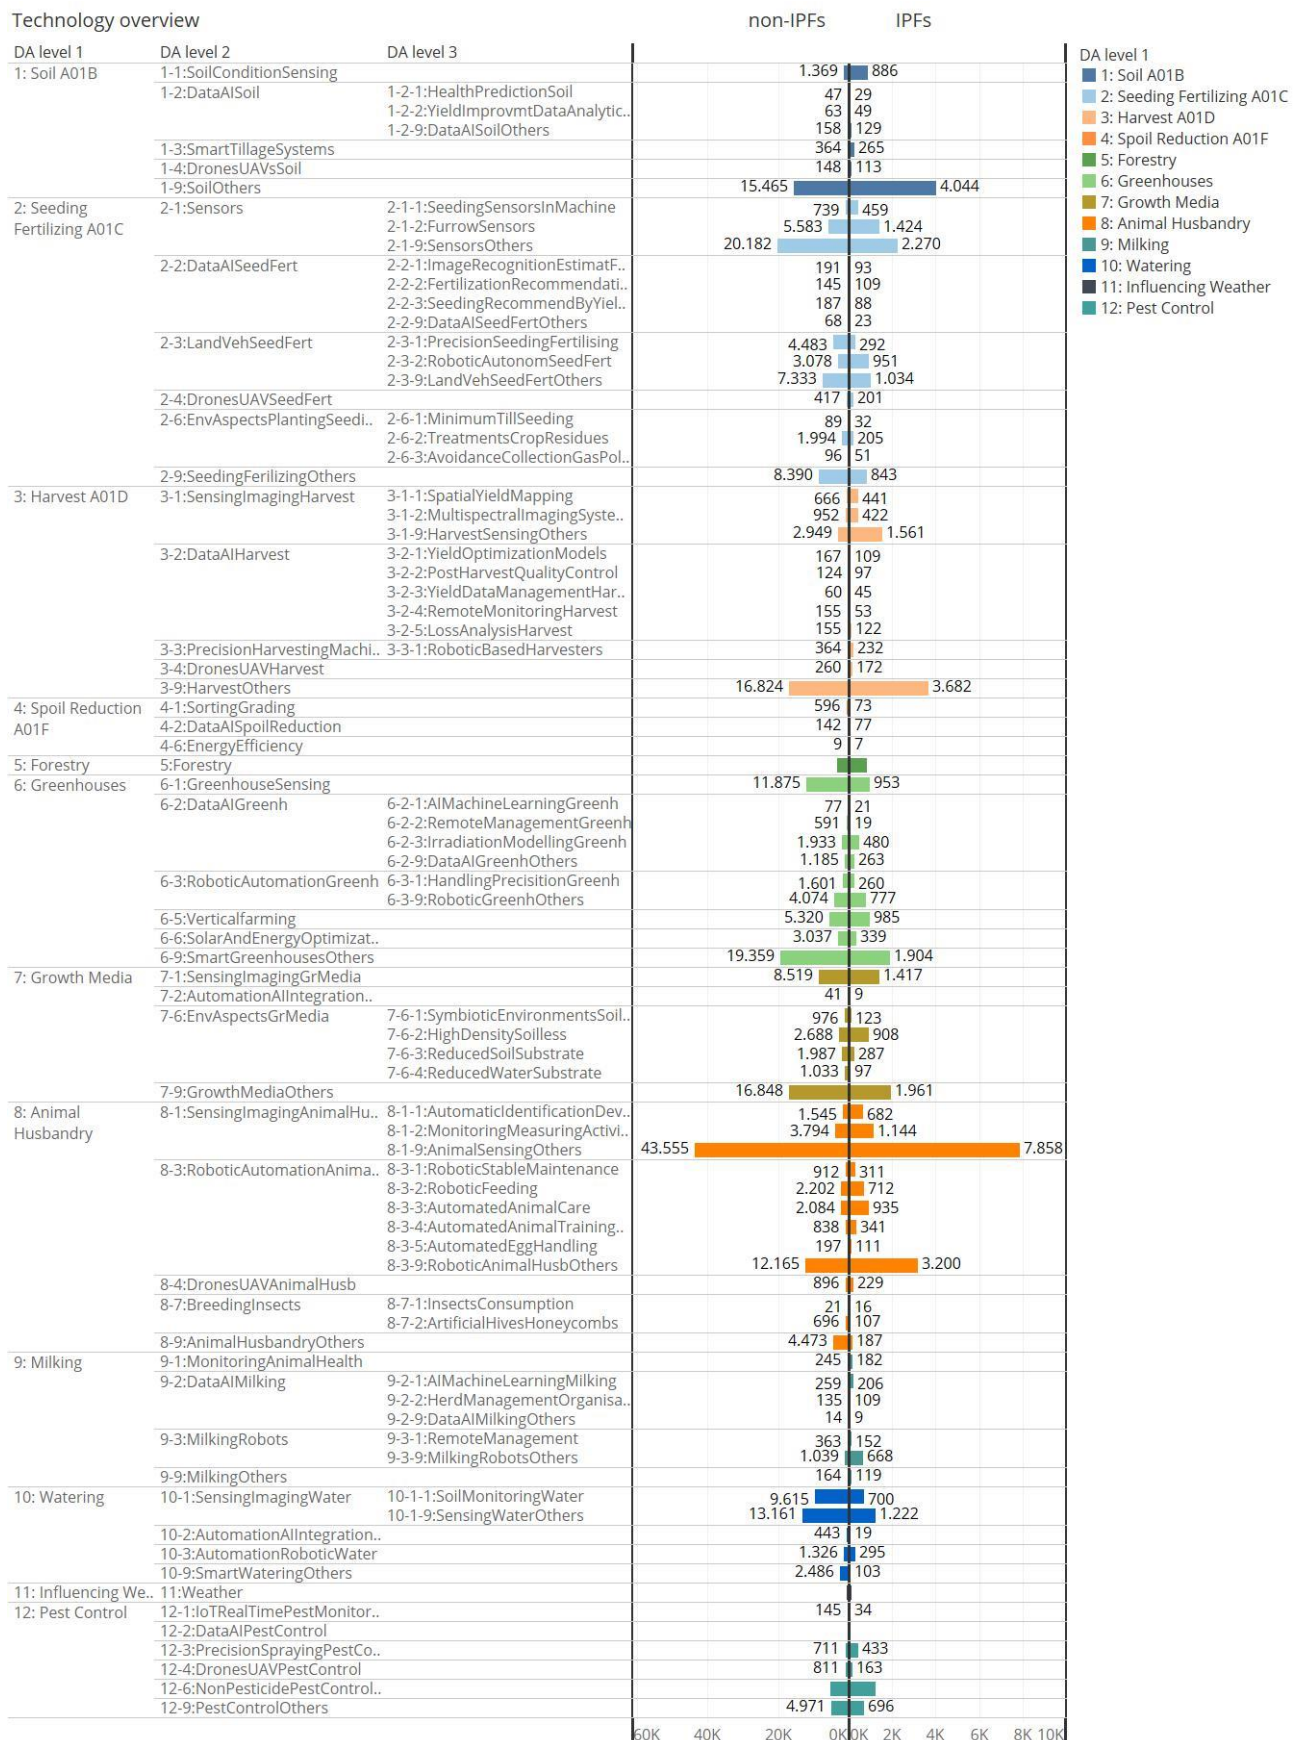 Technology overview non-IPFs IPFs
DA level 1 DA level 2 DA level 3
1: Soil A01B 1-1:SoilConditionSensing 1.369 886
1-2:DataAISoil 1-2-1:HealthPredictionSoil 47 29
1-2-2:YieldImprovmtDataAnalytic.. 63 49
1-2-9:DataAISoilOthers 158 129
1-3:SmartTillageSystems 364 265
1-4:DronesUAVsSoil 148 113
1-9:SoilOthers 15.465 4.044
2: Seeding 2-1:Sensors 2-1-1:SeedingSensorsInMachine 739 459
Fertilizing A01C 2-1-2:FurrowSensors 5.583 1.424
2-1-9:SensorsOthers 20.182 2.270
2-2:DataAISeedFert 2-2-1:ImageRecognitionEstimatF.. 191 93
2-2-2:FertilizationRecommendati.. 145 109
2-2-3:SeedingRecommendByYiel.. 187 88
2-2-9:DataAISeedFertOthers 68 23
2-3:LandVehSeedFert 2-3-1:PrecisionSeedingFertilising 4.483 292
2-3-2:RoboticAutonomSeedFert 3.078 951
2-3-9:LandVehSeedFertOthers 7.333 1.034
2-4:DronesUAVSeedFert 417 201
2-6:EnvAspectsPlantingSeedi.. 2-6-1:MinimumTillSeeding 89 32
2-6-2:TreatmentsCropResidues 1.994 205
2-6-3:AvoidanceCollectionGasPol.. 96 51
2-9:SeedingFerilizingOthers 8.390 843
3: Harvest A01D 3-1:SensingImagingHarvest 3-1-1:SpatialYieldMapping 666 441
3-1-2:MultispectralImagingSyste.. 952 422
3-1-9:HarvestSensingOthers 2.949 1.561
3-2:DataAIHarvest 3-2-1:YieldOptimizationModels 167 109
3-2-2:PostHarvestQualityControl 124 97
3-2-3:YieldDataManagementHar.. 60 45
3-2-4:RemoteMonitoringHarvest 155 53
3-2-5:LossAnalysisHarvest 155 122
3-3:PrecisionHarvestingMachi.. 3-3-1:RoboticBasedHarvesters 364 232
3-4:DronesUAVHarvest 260 172
3-9:HarvestOthers 16.824 3.682
4: Spoil Reduction 4-1:SortingGrading 596 73
A01F 4-2:DataAISpoilReduction 142 77
4-6:EnergyEfficiency 9 7
5: Forestry 5:Forestry
6: Greenhouses 6-1:GreenhouseSensing 11.875 953
6-2:DataAIGreenh 6-2-1:AIMachineLearningGreenh 77 21
6-2-2:RemoteManagementGreenh 591 19
6-2-3:IrradiationModellingGreenh 1.933 480
6-2-9:DataAIGreenhOthers 1.185 263
6-3:RoboticAutomationGreenh 6-3-1:HandlingPrecisitionGreenh 1.601 260
6-3-9:RoboticGreenhOthers 4.074 777
6-5:Verticalfarming 5.320 985
6-6:SolarAndEnergyOptimizat.. 3.037 339
6-9:SmartGreenhousesOthers 19.359 1.904
7: Growth Media 7-1:SensingImagingGrMedia 8.519 1.417
7-2:AutomationAIIntegration.. 41 9
7-6:EnvAspectsGrMedia 7-6-1:SymbioticEnvironmentsSoil.. 976 123
7-6-2:HighDensitySoilless 2.688 908
7-6-3:ReducedSoilSubstrate 1.987 287
7-6-4:ReducedWaterSubstrate 1.033 97
7-9:GrowthMediaOthers 16.848 1.961
8: Animal 8-1:SensingImagingAnimalHu.. 8-1-1:AutomaticIdentificationDev.. 1.545 682
Husbandry 8-1-2:MonitoringMeasuringActivi.. 3.794 1.144
8-1-9:AnimalSensingOthers 43.555 7.858
8-3:RoboticAutomationAnima.. 8-3-1:RoboticStableMaintenance 912 311
8-3-2:RoboticFeeding 2.202 712
8-3-3:AutomatedAnimalCare 2.084 935
8-3-4:AutomatedAnimalTraining.. 838 341
8-3-5:AutomatedEggHandling 197 111
8-3-9:RoboticAnimalHusbOthers 12.165 3.200
8-4:DronesUAVAnimalHusb 896 229
8-7:BreedingInsects 8-7-1:InsectsConsumption 21 16
8-7-2:ArtificialHivesHoneycombs 696 107
8-9:AnimalHusbandryOthers 4.473 187
9: Milking 9-1:MonitoringAnimalHealth 245 182
9-2:DataAIMilking 9-2-1:AIMachineLearningMilking 259 206
9-2-2:HerdManagementOrganisa.. 135 109
9-2-9:DataAIMilkingOthers 14 9
9-3:MilkingRobots 9-3-1:RemoteManagement 363 152
9-3-9:MilkingRobotsOthers 1.039 668
9-9:MilkingOthers 164 119
10: Watering 10-1:SensingImagingWater 10-1-1:SoilMonitoringWater 9.615 700
10-1-9:SensingWaterOthers 13.161 1.222
10-2:AutomationAIIntegration.. 443 19
10-3:AutomationRoboticWater 1.326 295
10-9:SmartWateringOthers 2.486 103
11: Influencing We.. 11:Weather
12: Pest Control 12-1:IoTRealTimePestMonitor.. 145 34
12-2:DataAIPestControl
12-3:PrecisionSprayingPestCo.. 711 433
12-4:DronesUAVPestControl 811 163
12-6:NonPesticidePestControl..
12-9:PestControlOthers 4.971 696
60K 40K 20K 0K 0K 2K 4K 6K 8K 10K
DA level 1
1: Soil A01B
2: Seeding Fertilizing A01C
3: Harvest A01D
4: Spoil Reduction A01F
5: Forestry
6: Greenhouses
7: Growth Media
8: Animal Husbandry
9: Milking
10: Watering
11: Influencing Weather
12: Pest Control